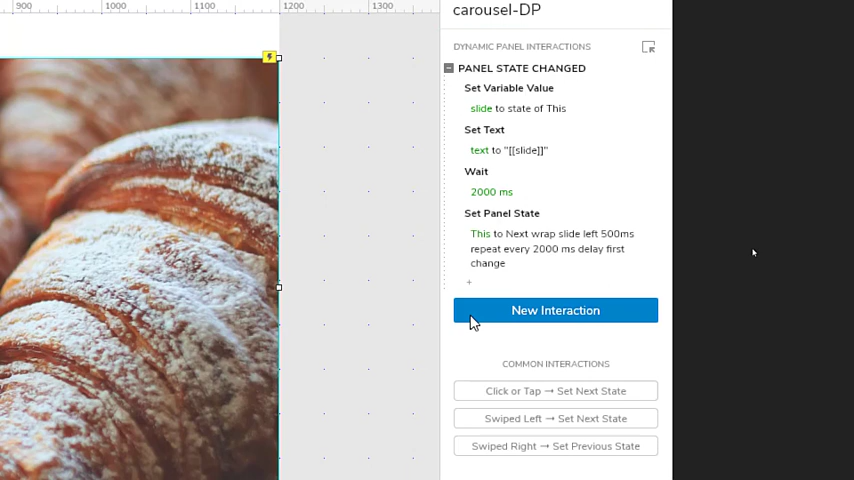 900 1000 1100 1200 1300
carousel-DP
DYNAMIC PANEL INTERACTIONS
PANEL STATE CHANGED
Set Variable Value
slide to state of This
Set Text
text to "[[slide]]"
Wait
2000 ms
Set Panel State
This to Next wrap slide left 500ms
repeat every 2000 ms delay first
change
+
New Interaction
COMMON INTERACTIONS
Click or Tap → Set Next State
Swiped Left → Set Next State
Swiped Right → Set Previous State